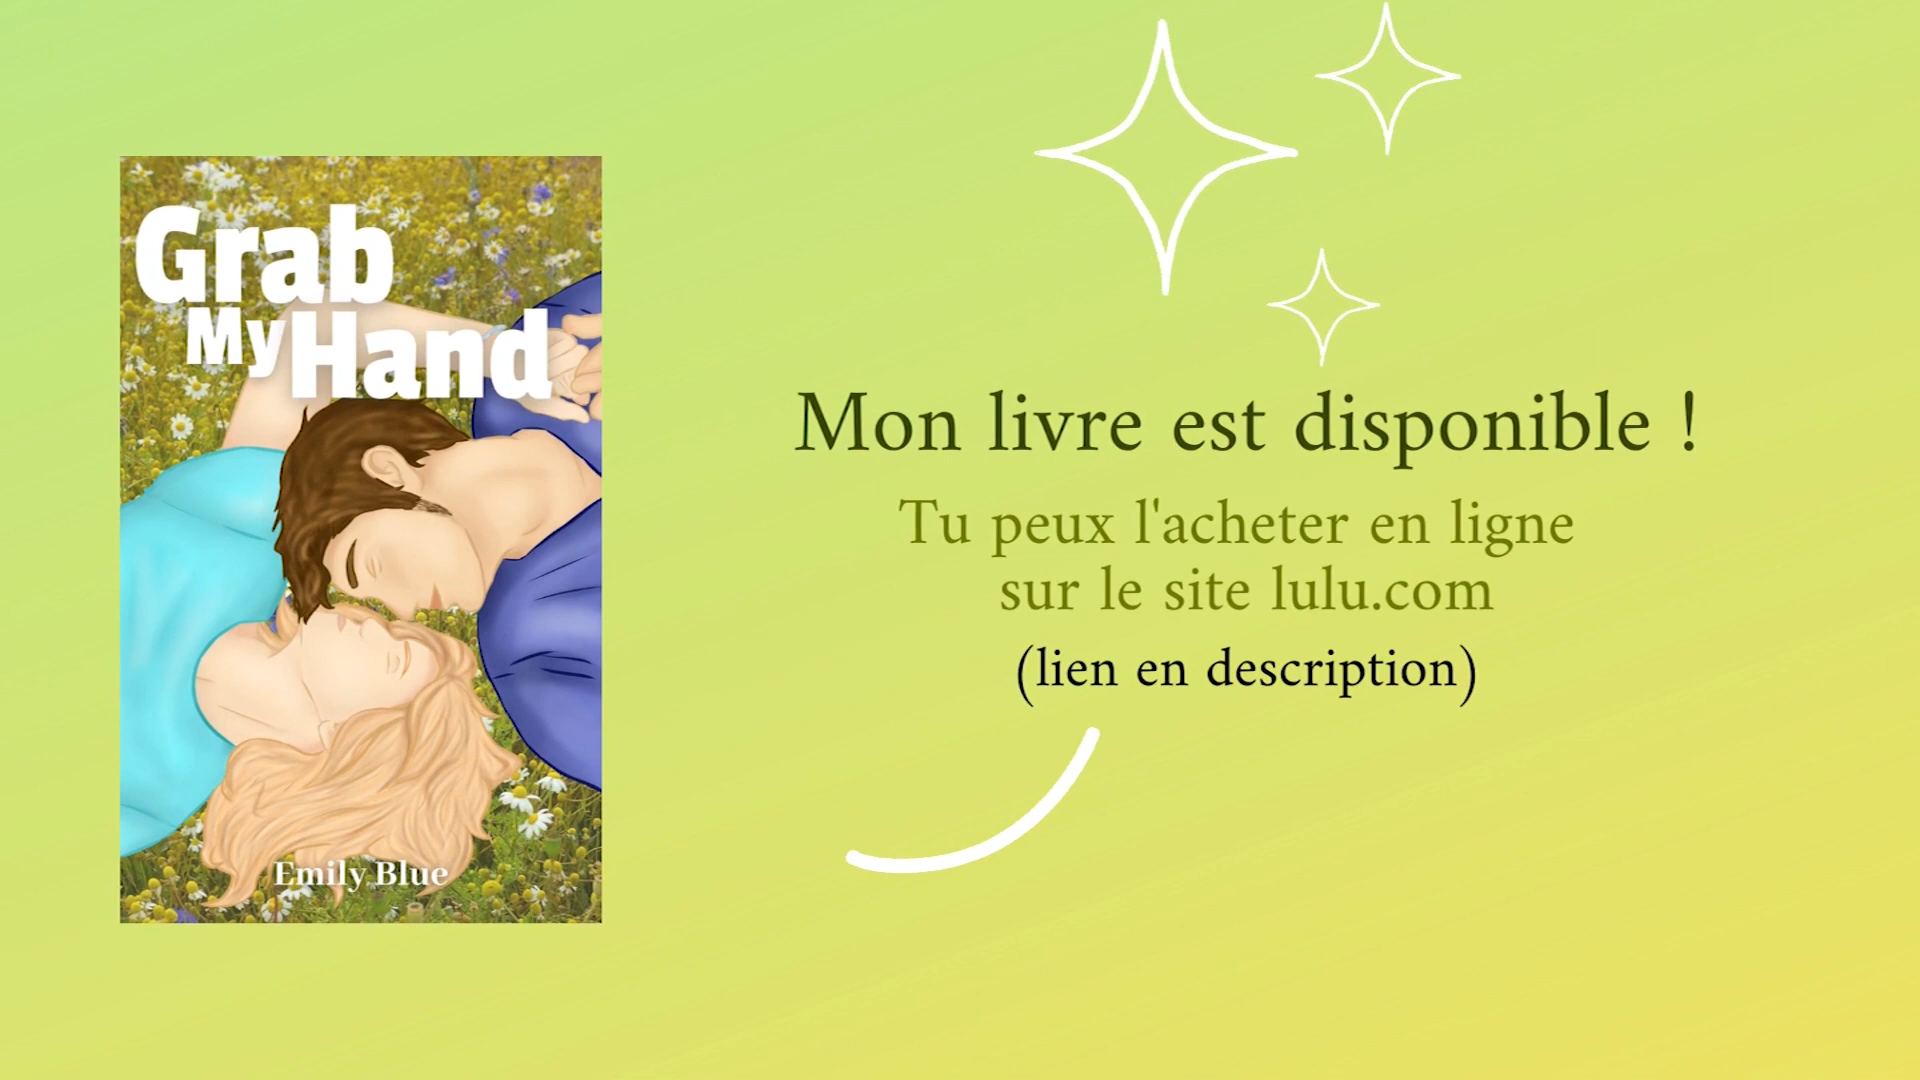 Grab
My Hand
Emily Blue
Mon livre est disponible !
Tu peux l'acheter en ligne
sur le site lulu.com
(lien en description)